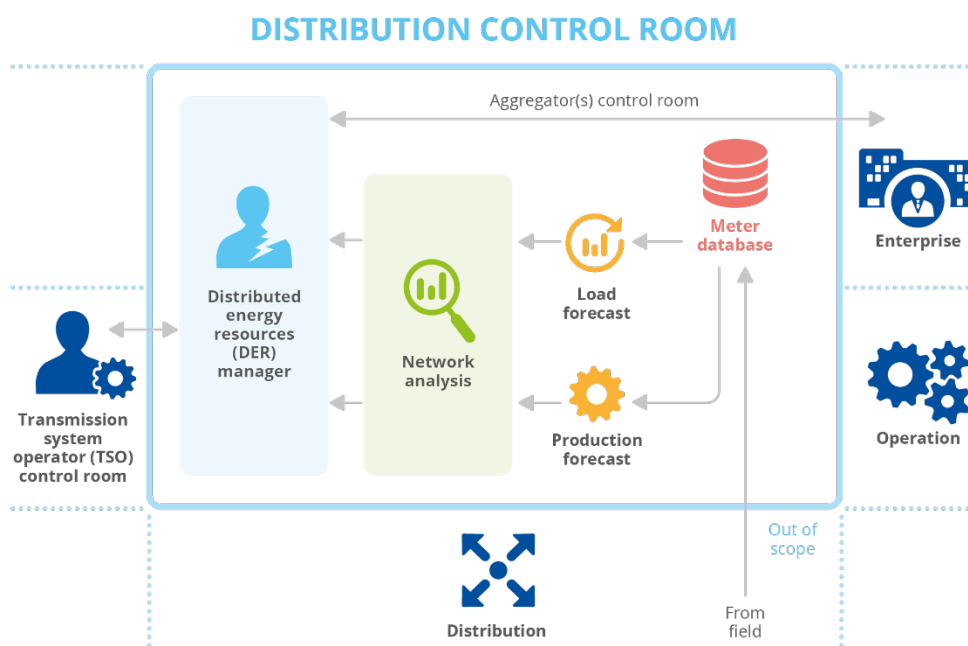 DISTRIBUTION CONTROL ROOM
Aggregator(s) control room
Meter
database
Enterprise
Distributed
energy
resources
(DER)
manager
Load
forecast
Network
analysis
Transmission
system
operator (TSO)
control room
Production
forecast
Operation
Out of
scope
Distribution
From
field